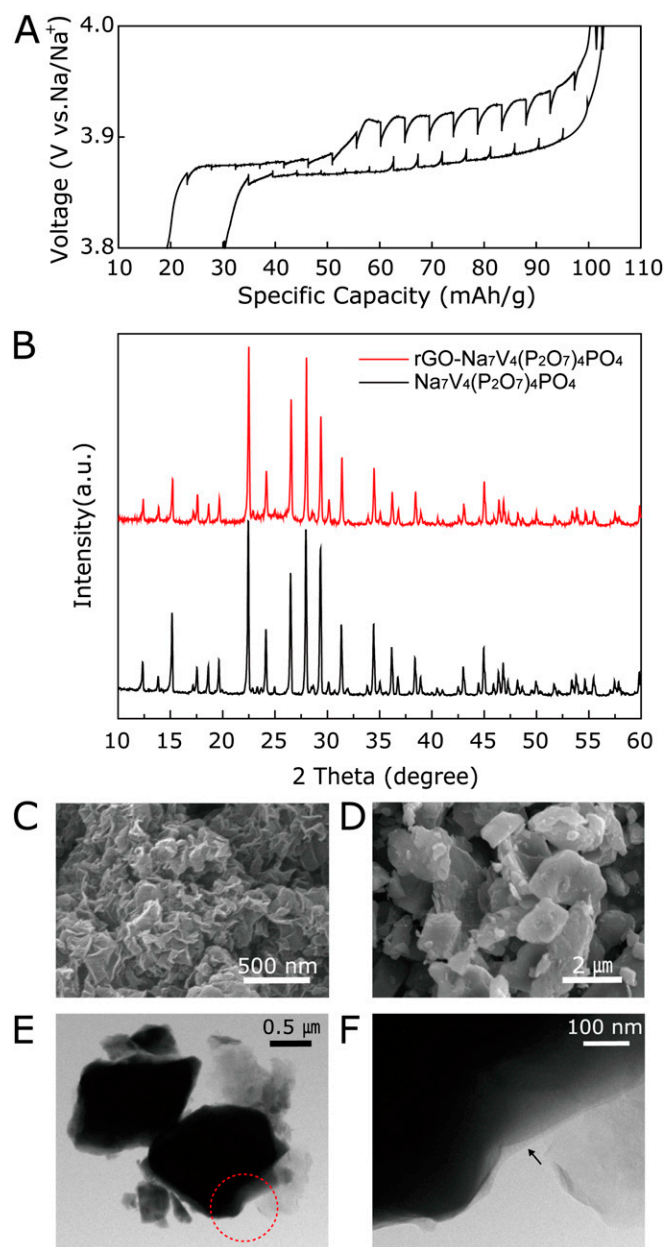 A
Voltage (V vs.Na/Na⁺)
4.0
3.9
3.8
10 20 30 40 50 60 70 80 90 100 110
Specific Capacity (mAh/g)
B
rGO-Na₇V₄(P₂O₇)₄PO₄
Na₇V₄(P₂O₇)₄PO₄
Intensity(a.u.)
10 15 20 25 30 35 40 45 50 55 60
2 Theta (degree)
C
500 nm
D
2 μm
E
0.5 μm
F
100 nm